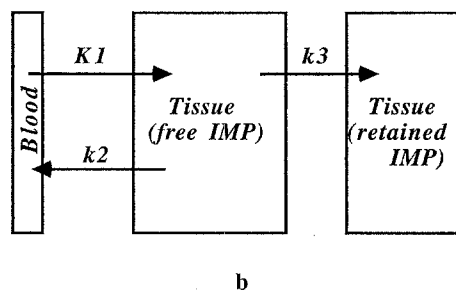 K1
k3
Blood
Tissue
(free IMP)
Tissue
(retained
IMP)
k2
b